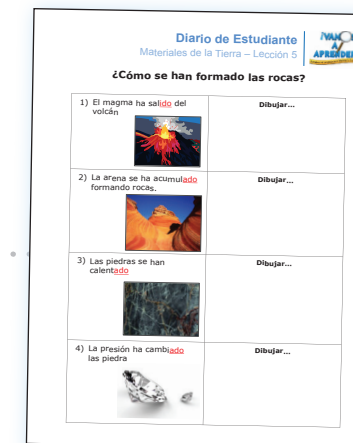 Diario de Estudiante
Materiales de la Tierra – Lección 5
¡VAMOS
A
APRENDER
¿Cómo se han formado las rocas?
1) El magma ha salido del
volcán
Dibujar...
2) La arena se ha acumulado
formando rocas.
Dibujar...
3) Las piedras se han
calentado
Dibujar...
4) La presión ha cambiado
las piedra
Dibujar...